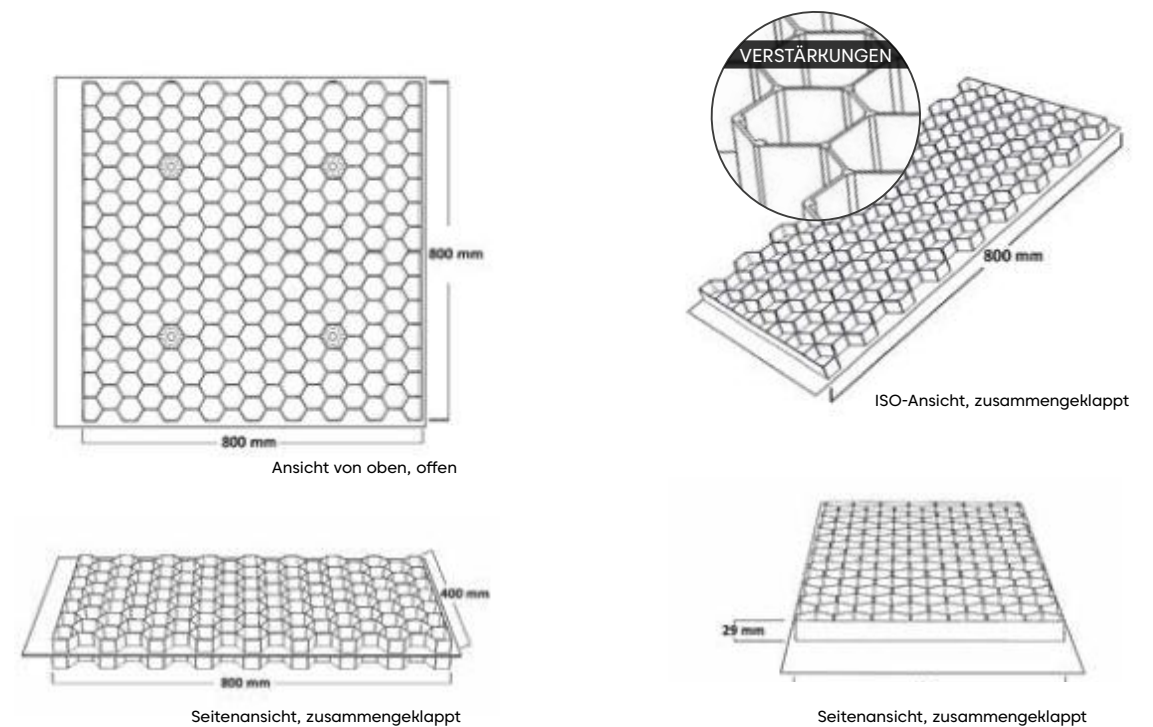 VERSTÄRKUNGEN
800 mm
800 mm
Ansicht von oben, offen
800 mm
ISO-Ansicht, zusammengeklappt
400 mm
800 mm
Seitenansicht, zusammengeklappt
29 mm
Seitenansicht, zusammengeklappt